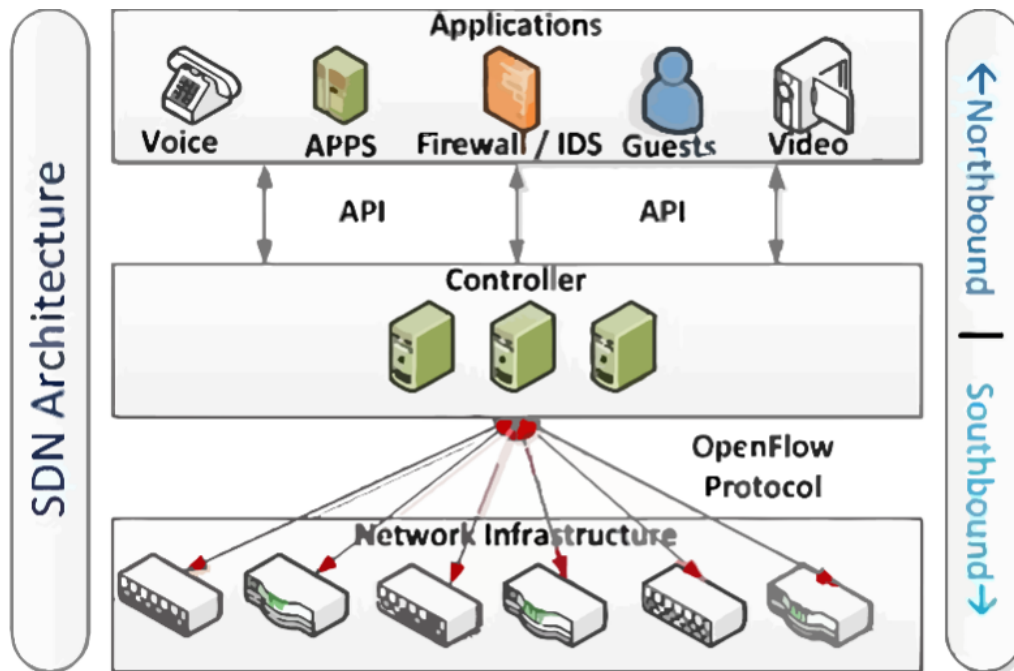 SDN Architecture
Applications
Voice
APPS
Firewall / IDS
Guests
Video
API
API
Controller
OpenFlow
Protocol
Network Infrastructure
←Northbound
|
Southbound→